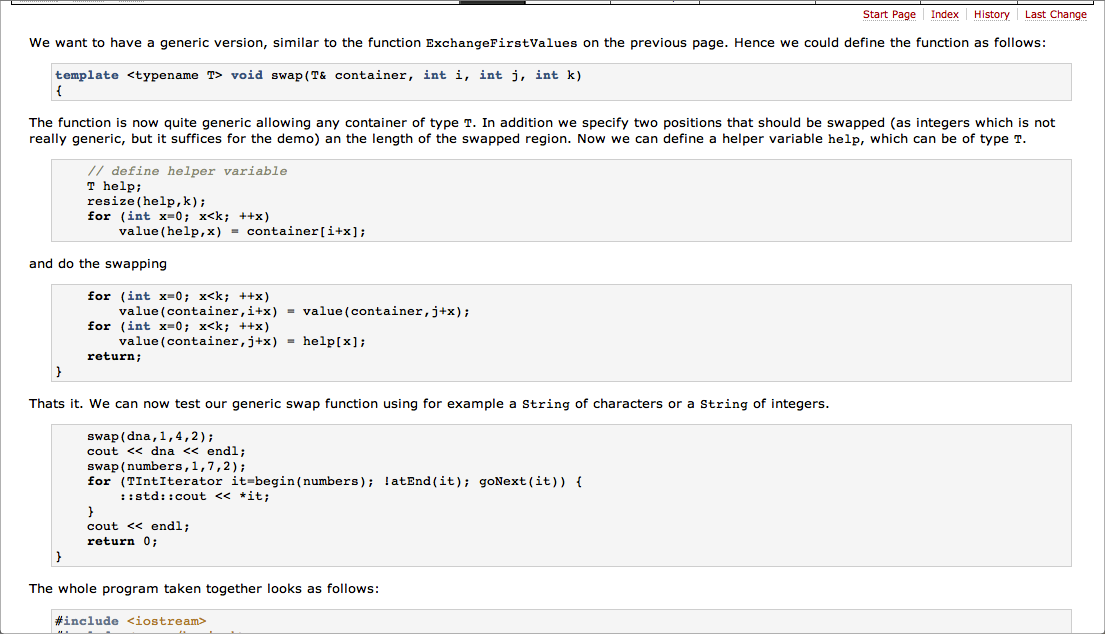 Start Page Index History Last Change
We want to have a generic version, similar to the function ExchangeFirstValues on the previous page. Hence we could define the function as follows:
template <typename T> void swap(T& container, int i, int j, int k)
{
The function is now quite generic allowing any container of type T. In addition we specify two positions that should be swapped (as integers which is not
really generic, but it suffices for the demo) an the length of the swapped region. Now we can define a helper variable help, which can be of type T.
// define helper variable
T help;
resize(help,k);
for (int x=0; x<k; ++x)
value(help,x) = container[i+x];
and do the swapping
for (int x=0; x<k; ++x)
value(container,i+x) = value(container,j+x);
for (int x=0; x<k; ++x)
value(container,j+x) = help[x];
return;
}
Thats it. We can now test our generic swap function using for example a String of characters or a String of integers.
swap(dna,1,4,2);
cout << dna << endl;
swap(numbers,1,7,2);
for (TIntIterator it=begin(numbers); !atEnd(it); goNext(it)) {
::std::cout << *it;
}
cout << endl;
return 0;
}
The whole program taken together looks as follows:
#include <iostream>